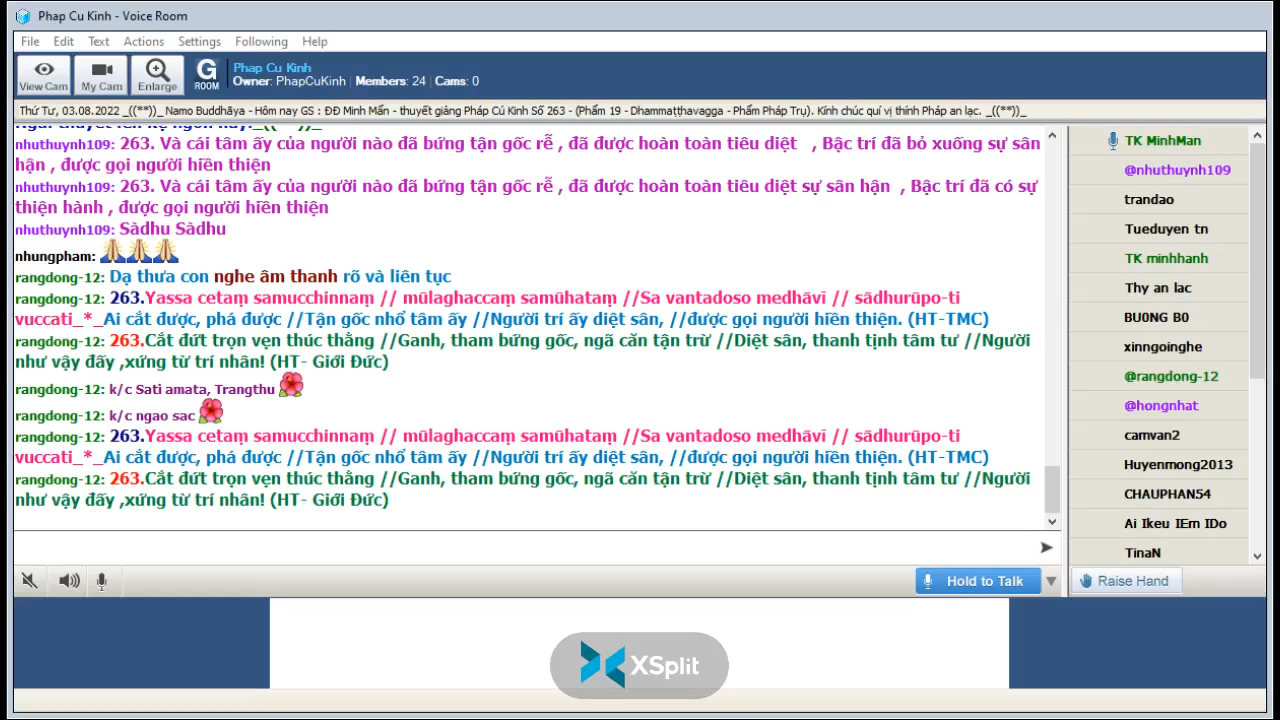 Phap Cu Kinh - Voice Room
File Edit Text Actions Settings Following Help
View Cam My Cam Enlarge G ROOM Phap Cu Kinh
Owner: PhapCuKinh | Members: 24 | Cams: 0
Thứ Tư, 03.08.2022 _((**))_ Namo Buddhāya - Hôm nay GS : ĐĐ Minh Mẫn - thuyết giảng Pháp Cú Kinh Số 263 - (Phẩm 19 - Dhammaṭṭhavagga - Phẩm Pháp Trụ). Kính chúc quí vị thính Pháp an lạc. _((**))_
nhuthuynh109: 263. Và cái tâm ấy của người nào đã bứng tận gốc rễ , đã được hoàn toàn tiêu diệt , Bậc trí đã bỏ xuống sự sân
hận , được gọi người hiền thiện
nhuthuynh109: 263. Và cái tâm ấy của người nào đã bứng tận gốc rễ , đã được hoàn toàn tiêu diệt sự sân hận , Bậc trí đã có sự
thiện hành , được gọi người hiền thiện
nhuthuynh109: Sàdhu Sàdhu
nhungpham: 🙏🙏🙏
rangdong-12: Dạ thưa con nghe âm thanh rõ và liên tục
rangdong-12: 263.Yassa cetaṃ samucchinnaṃ // mūlaghaccaṃ samūhataṃ //Sa vantadoso medhāvī // sādhurūpo-ti
vuccati_*_Ai cắt được, phá được //Tận gốc nhổ tâm ấy //Người trí ấy diệt sân, //được gọi người hiền thiện. (HT-TMC)
rangdong-12: 263.Cắt đứt trọn vẹn thúc thằng //Ganh, tham bứng gốc, ngã căn tận trừ //Diệt sân, thanh tịnh tâm tư //Người
như vậy đấy ,xứng từ trí nhân! (HT- Giới Đức)
rangdong-12: k/c Sati amata, Trangthu 🌺
rangdong-12: k/c ngao sac 🌺
rangdong-12: 263.Yassa cetaṃ samucchinnaṃ // mūlaghaccaṃ samūhataṃ //Sa vantadoso medhāvī // sādhurūpo-ti
vuccati_*_Ai cắt được, phá được //Tận gốc nhổ tâm ấy //Người trí ấy diệt sân, //được gọi người hiền thiện. (HT-TMC)
rangdong-12: 263.Cắt đứt trọn vẹn thúc thằng //Ganh, tham bứng gốc, ngã căn tận trừ //Diệt sân, thanh tịnh tâm tư //Người
như vậy đấy ,xứng từ trí nhân! (HT- Giới Đức)
TK MinhMan
@nhuthuynh109
trandao
Tueduyen tn
TK minhhanh
Thy an lac
BU0NG B0
xinngoinghe
@rangdong-12
@hongnhat
camvan2
Huyenmong2013
CHAUPHAN54
Ai Ikeu IEm IDo
TinaN
Hold to Talk
Raise Hand
XSplit